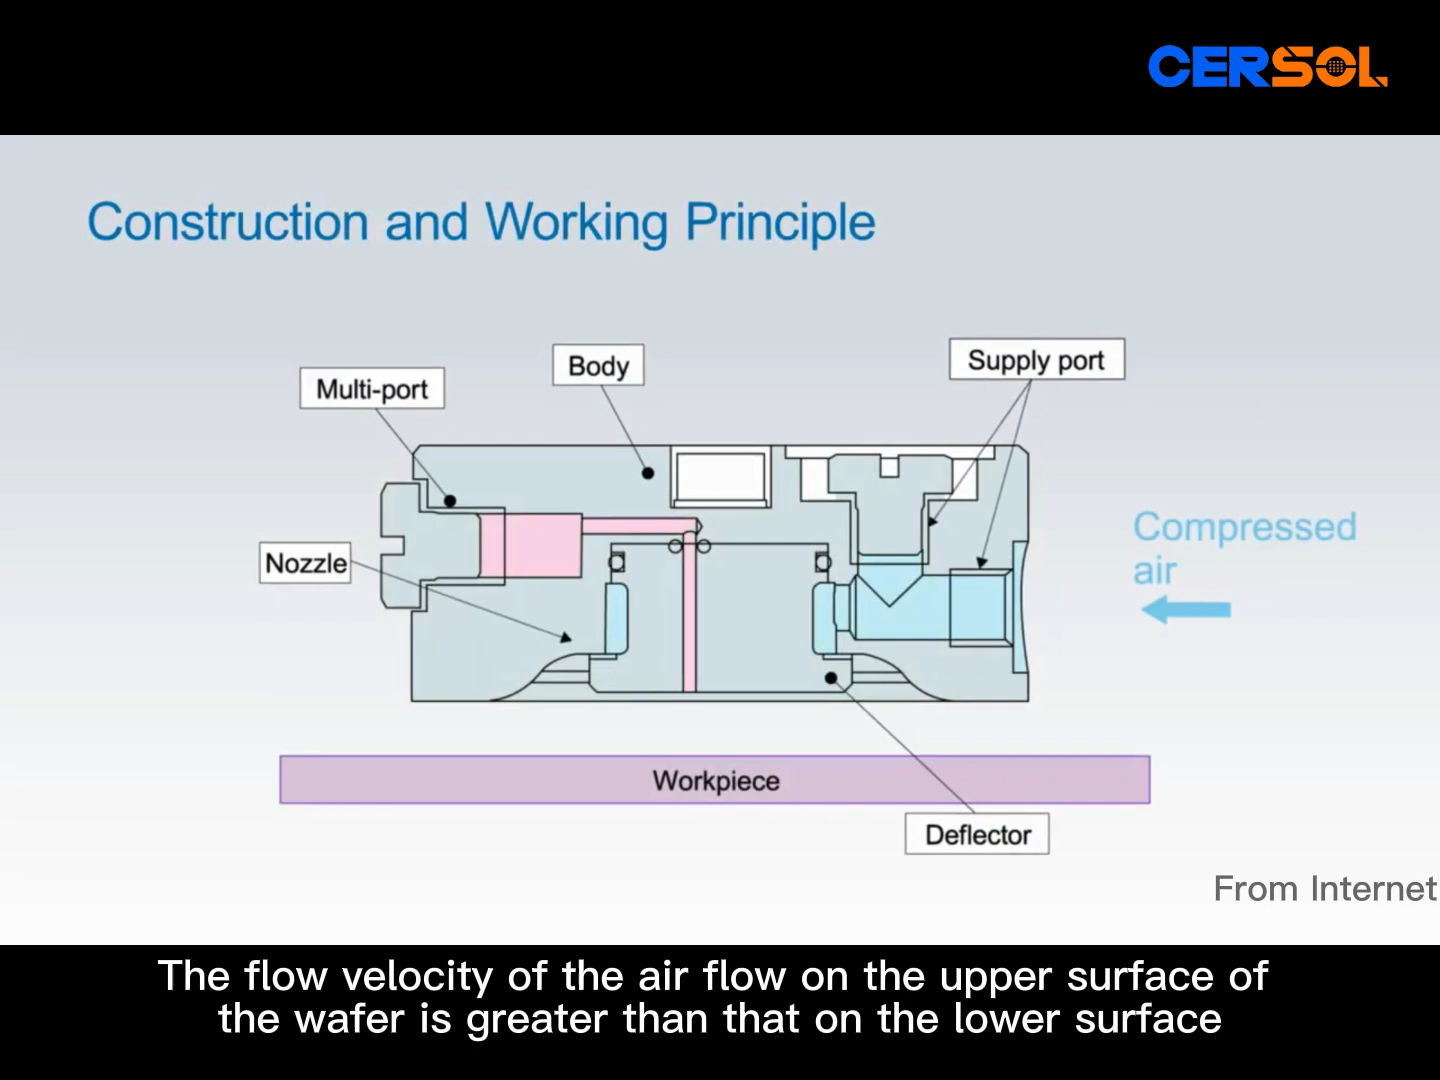 CERSOL
Construction and Working Principle
Multi-port
Body
Supply port
Nozzle
Compressed
air
Workpiece
Deflector
From Internet
The flow velocity of the air flow on the upper surface of
the wafer is greater than that on the lower surface